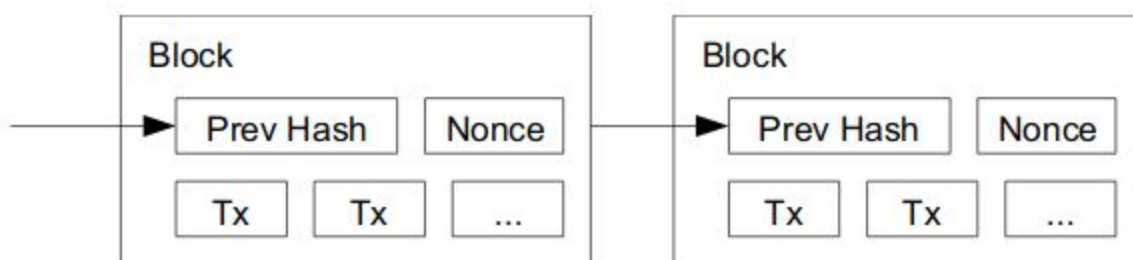 Block Block
Prev Hash Nonce Prev Hash Nonce
Tx Tx ... Tx Tx ...